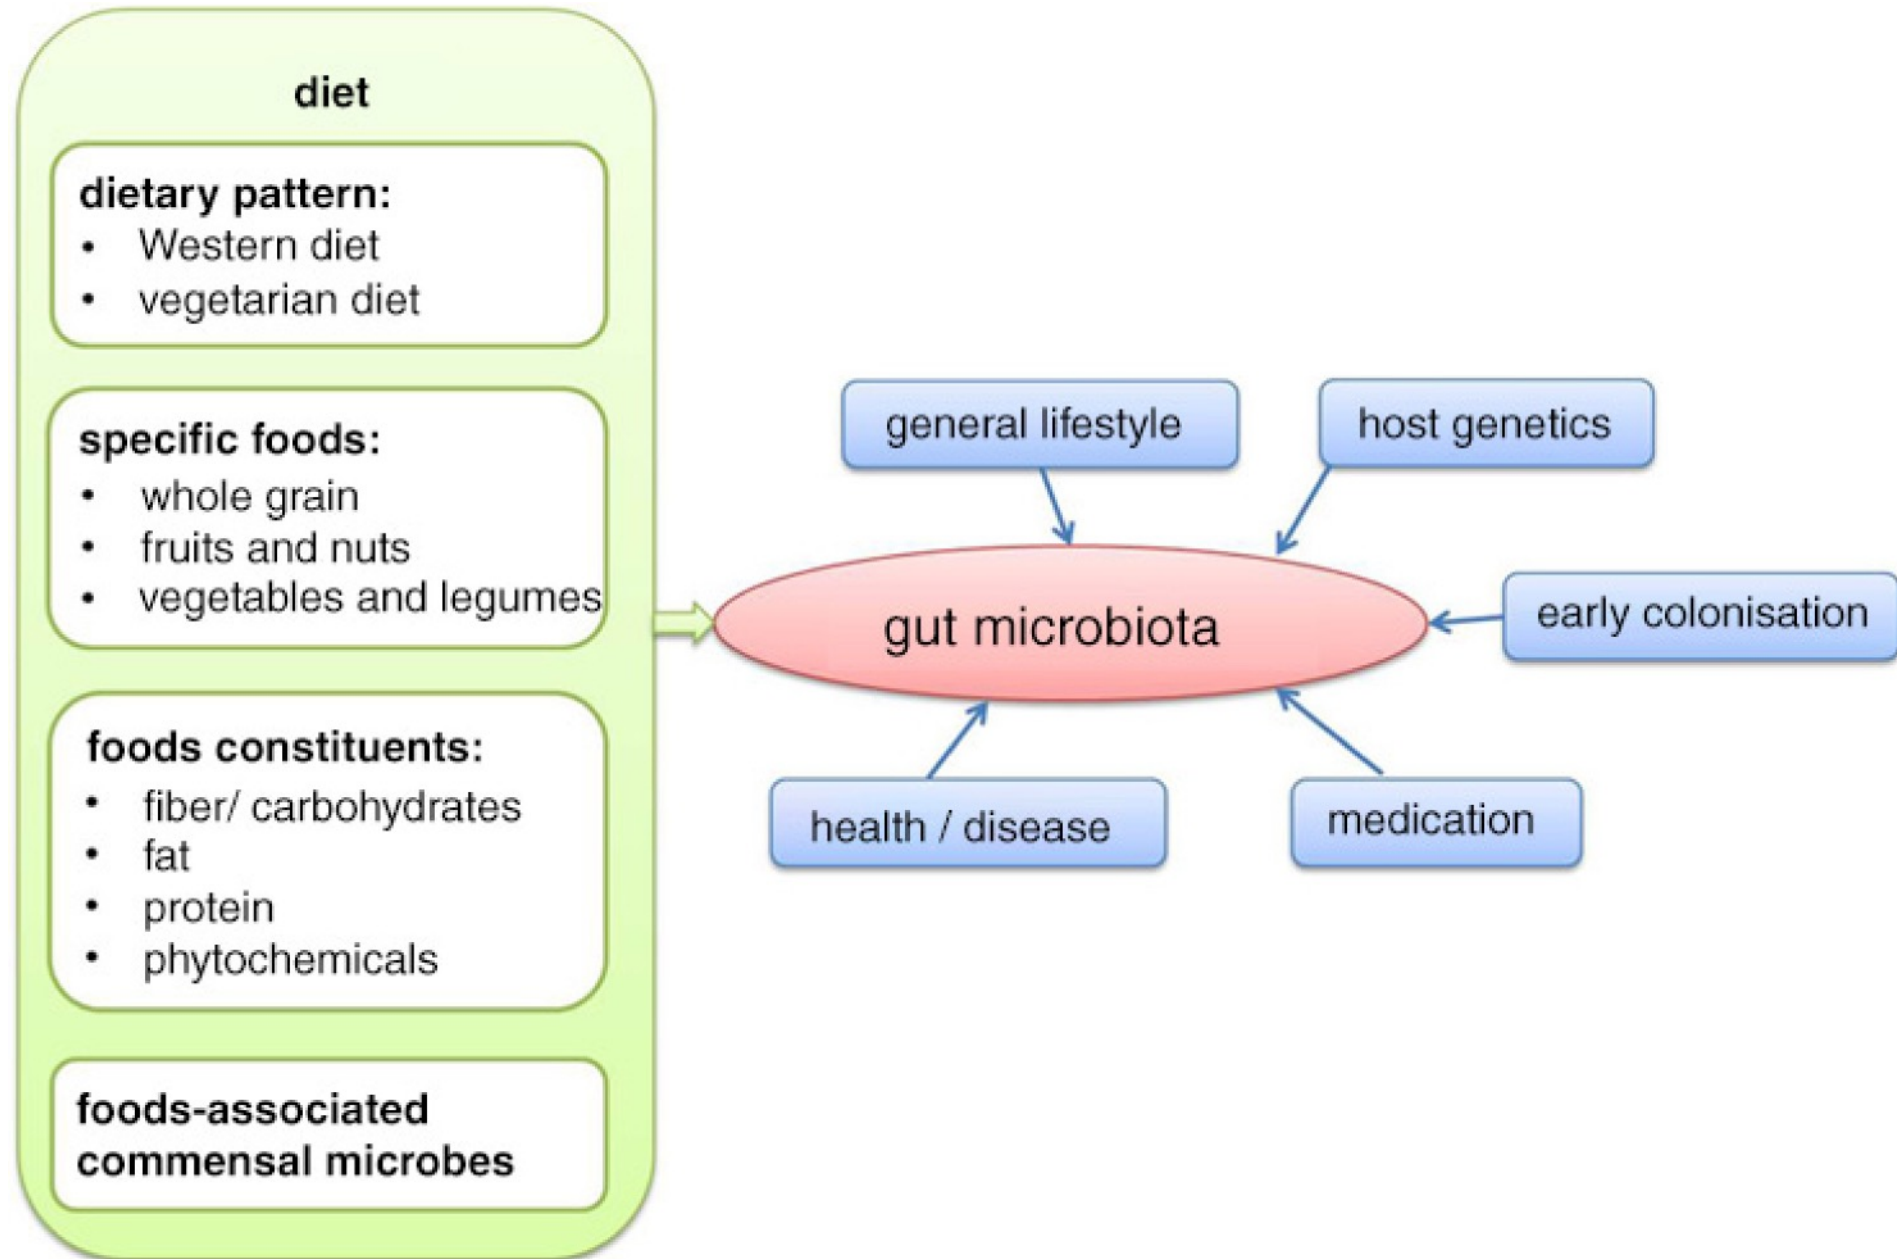 diet
dietary pattern:
• Western diet
• vegetarian diet
specific foods:
• whole grain
• fruits and nuts
• vegetables and legumes
foods constituents:
• fiber/ carbohydrates
• fat
• protein
• phytochemicals
foods-associated
commensal microbes
general lifestyle
host genetics
gut microbiota
early colonisation
health / disease
medication